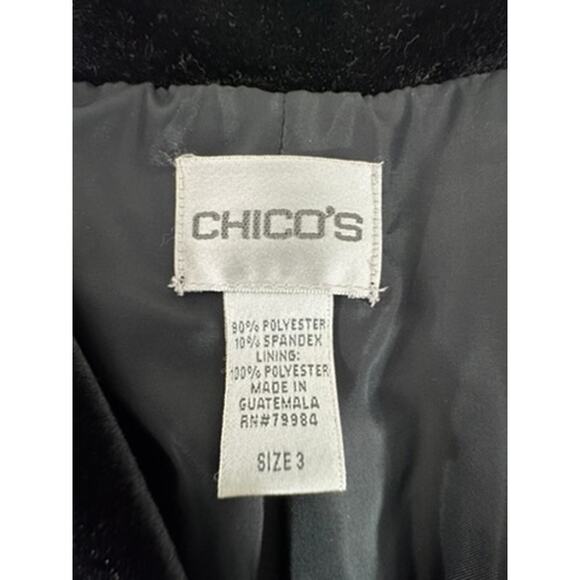 CHICO'S
90% POLYESTER
10% SPANDEX
LINING:
100% POLYESTER
MADE IN
GUATEMALA
RN#79984
SIZE 3